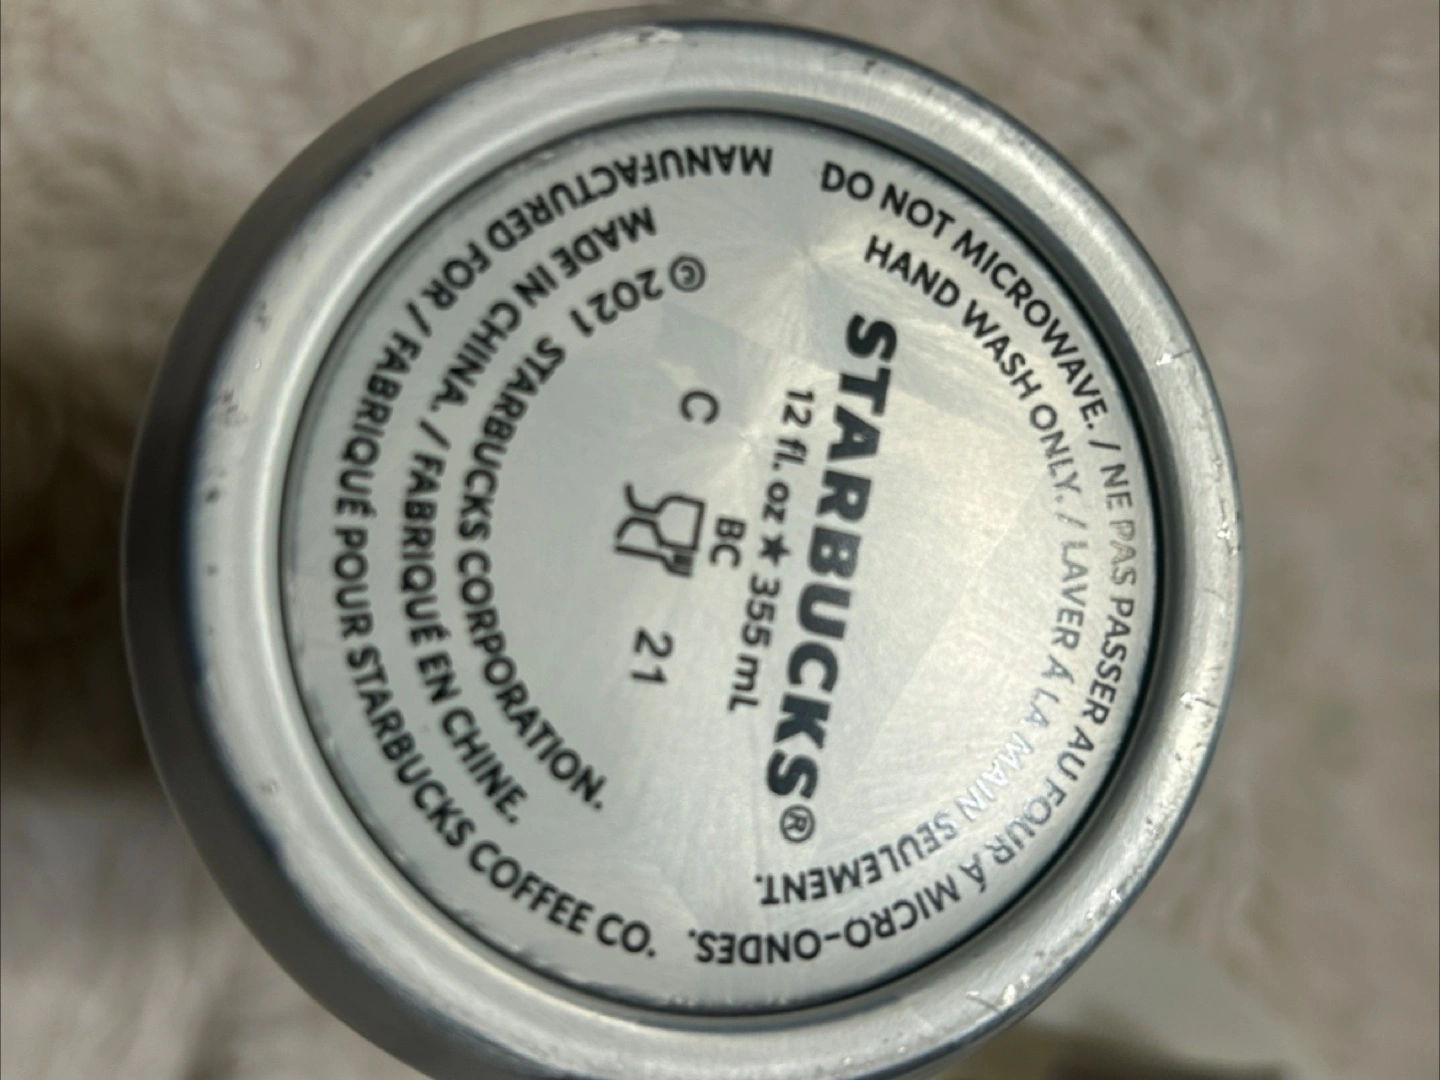 DO NOT MICROWAVE. / NE PAS PASSER AU FOUR À MICRO-ONDES.
HAND WASH ONLY. / LAVER À LA MAIN SEULEMENT.
STARBUCKS®
12 fl. oz ★ 355 mL
BC
C 21
© 2021 STARBUCKS CORPORATION.
MADE IN CHINA. / FABRIQUÉ EN CHINE.
MANUFACTURED FOR / FABRIQUÉ POUR STARBUCKS COFFEE CO.